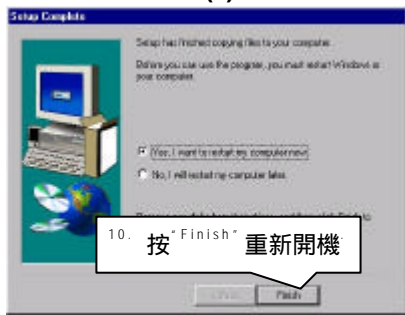 Setup Complete
Setup has finished copying files to your computer.
Before you can use the program, you must restart Windows or
your computer.
Yes, I want to restart my computer now.
No, I will restart my computer later.
10. 按"Finish"重新開機
Finish